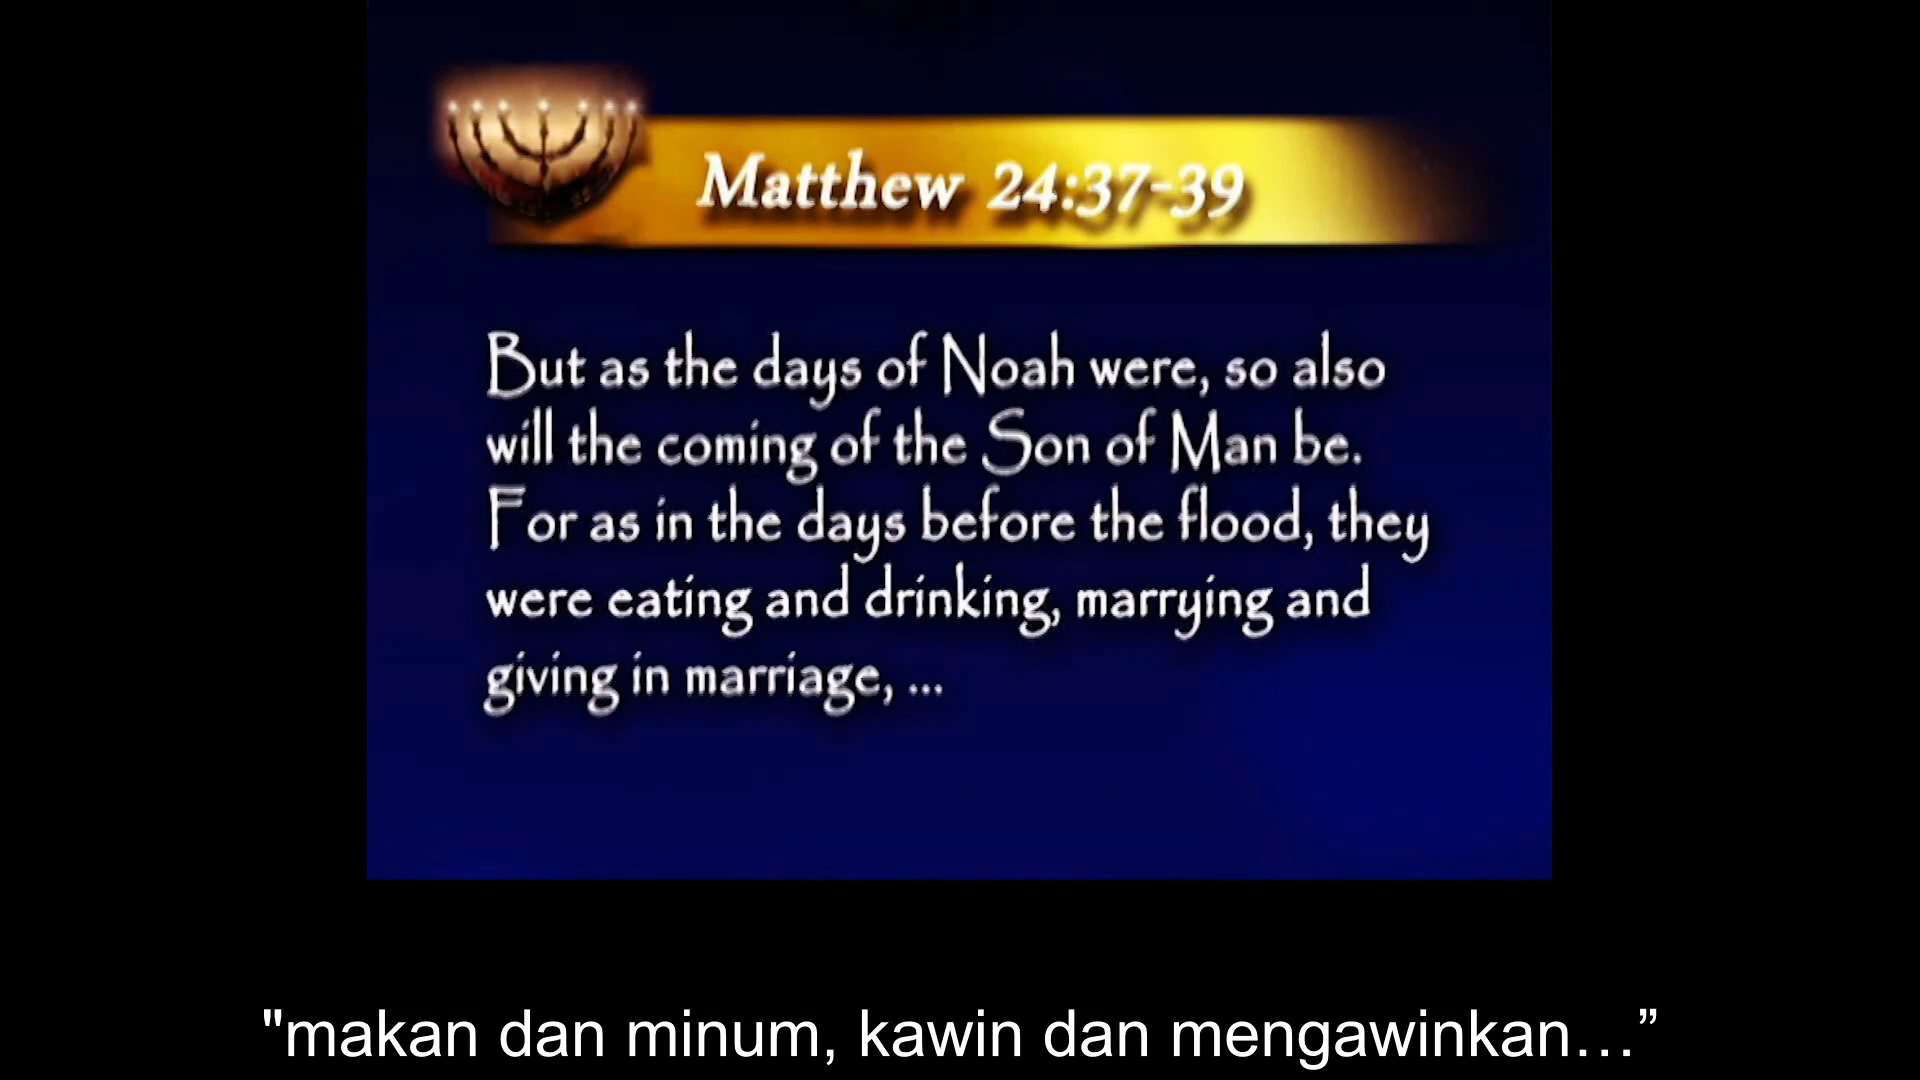 Matthew 24:37-39
But as the days of Noah were, so also
will the coming of the Son of Man be.
For as in the days before the flood, they
were eating and drinking, marrying and
giving in marriage, ...
"makan dan minum, kawin dan mengawinkan…”